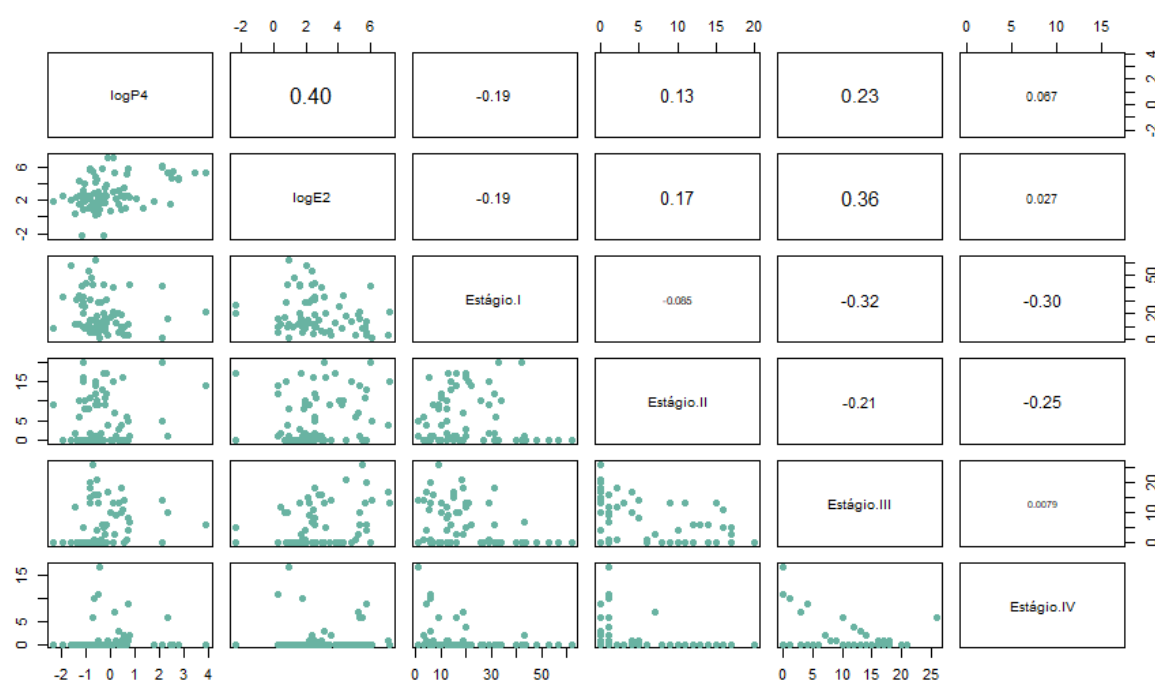 -2 0 2 4 6 0 5 10 15 20 0 5 10 15
logP4 0.40 -0.19 0.13 0.23 0.067 -2 0 2 4
-2 2 6 logE2 -0.19 0.17 0.36 0.027
Estágio.I -0.085 -0.32 -0.30 0 20 50
0 5 15 Estágio.II -0.21 -0.25
Estágio.III 0.0079 0 5 10 20
0 5 15 Estágio.IV
-2 -1 0 1 2 3 4 0 10 30 50 0 5 10 15 20 25